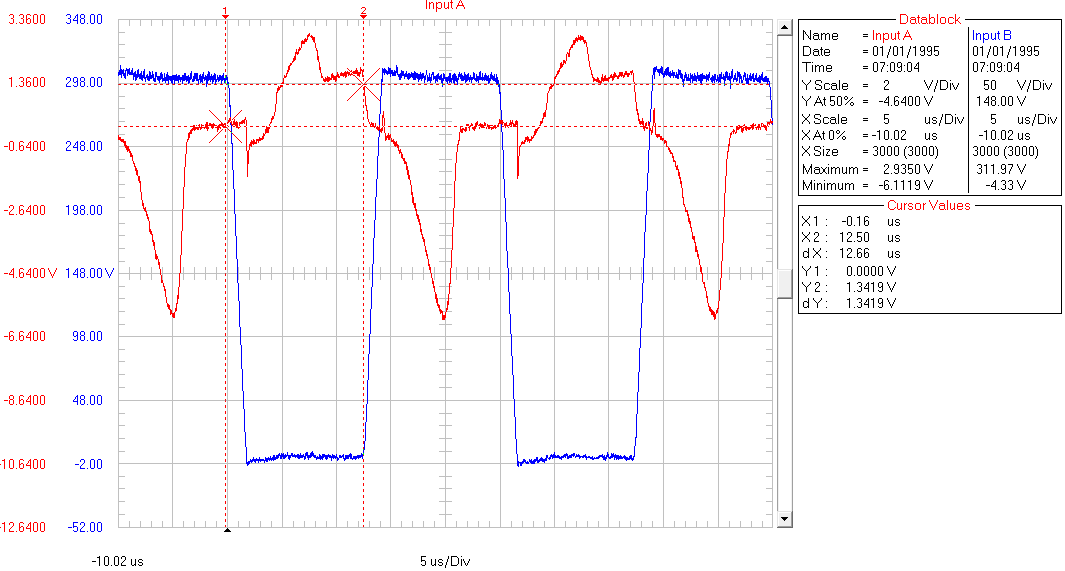 Input A
1 2
3.3600 348.00
1.3600 298.00
-0.6400 248.00
-2.6400 198.00
-4.6400 V 148.00 V
-6.6400 98.00
-8.6400 48.00
-10.6400 -2.00
-12.6400 -52.00
-10.02 us 5 us/Div
Datablock
Name = Input A Input B
Date = 01/01/1995 01/01/1995
Time = 07:09:04 07:09:04
Y Scale = 2 V/Div 50 V/Div
Y At 50% = -4.6400 V 148.00 V
X Scale = 5 us/Div 5 us/Div
X At 0% = -10.02 us -10.02 us
X Size = 3000 (3000) 3000 (3000)
Maximum = 2.9350 V 311.97 V
Minimum = -6.1119 V -4.33 V
Cursor Values
X1 : -0.16 us
X2 : 12.50 us
dX : 12.66 us
Y1 : 0.0000 V
Y2 : 1.3419 V
dY : 1.3419 V